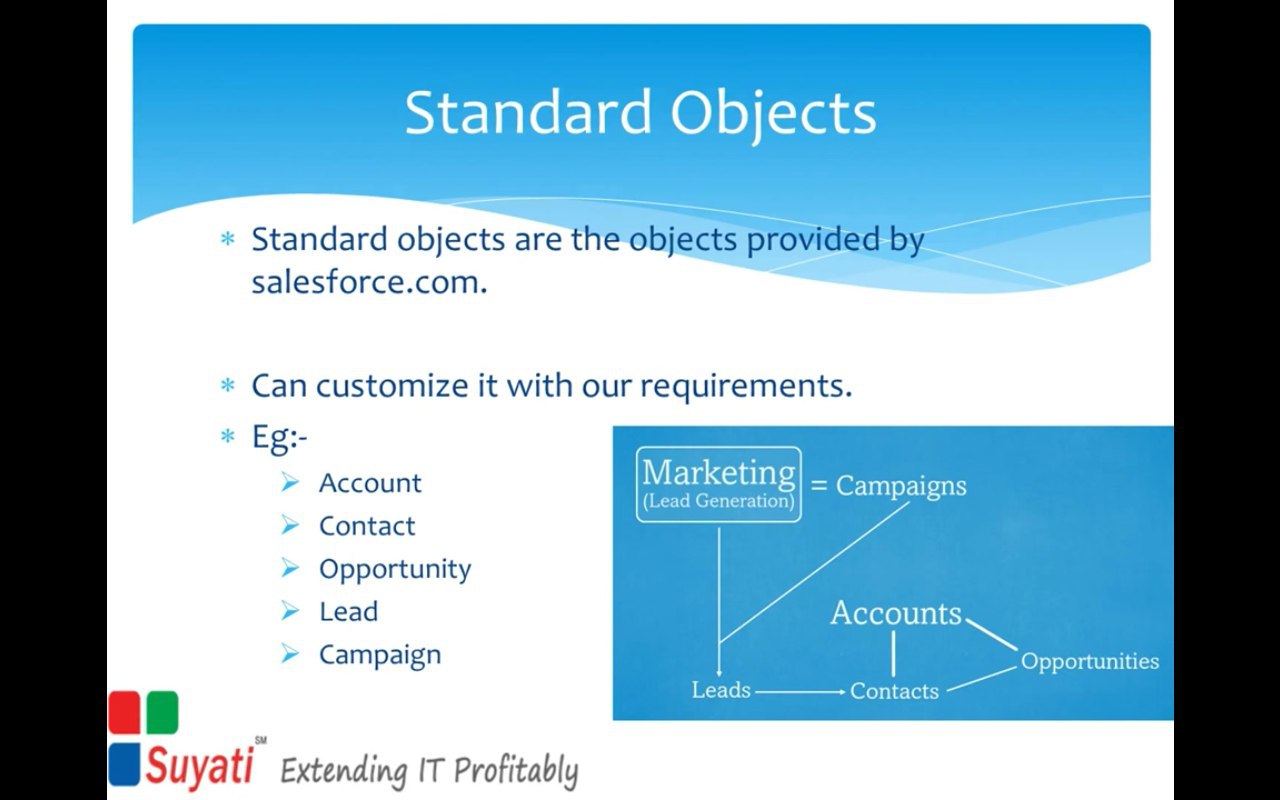 Standard Objects
* Standard objects are the objects provided by
salesforce.com.
* Can customize it with our requirements.
* Eg:-
Account
Contact
Opportunity
Lead
Campaign
Marketing
(Lead Generation)
= Campaigns
Accounts
Opportunities
Leads
Contacts
Suyati SM
Extending IT Profitably